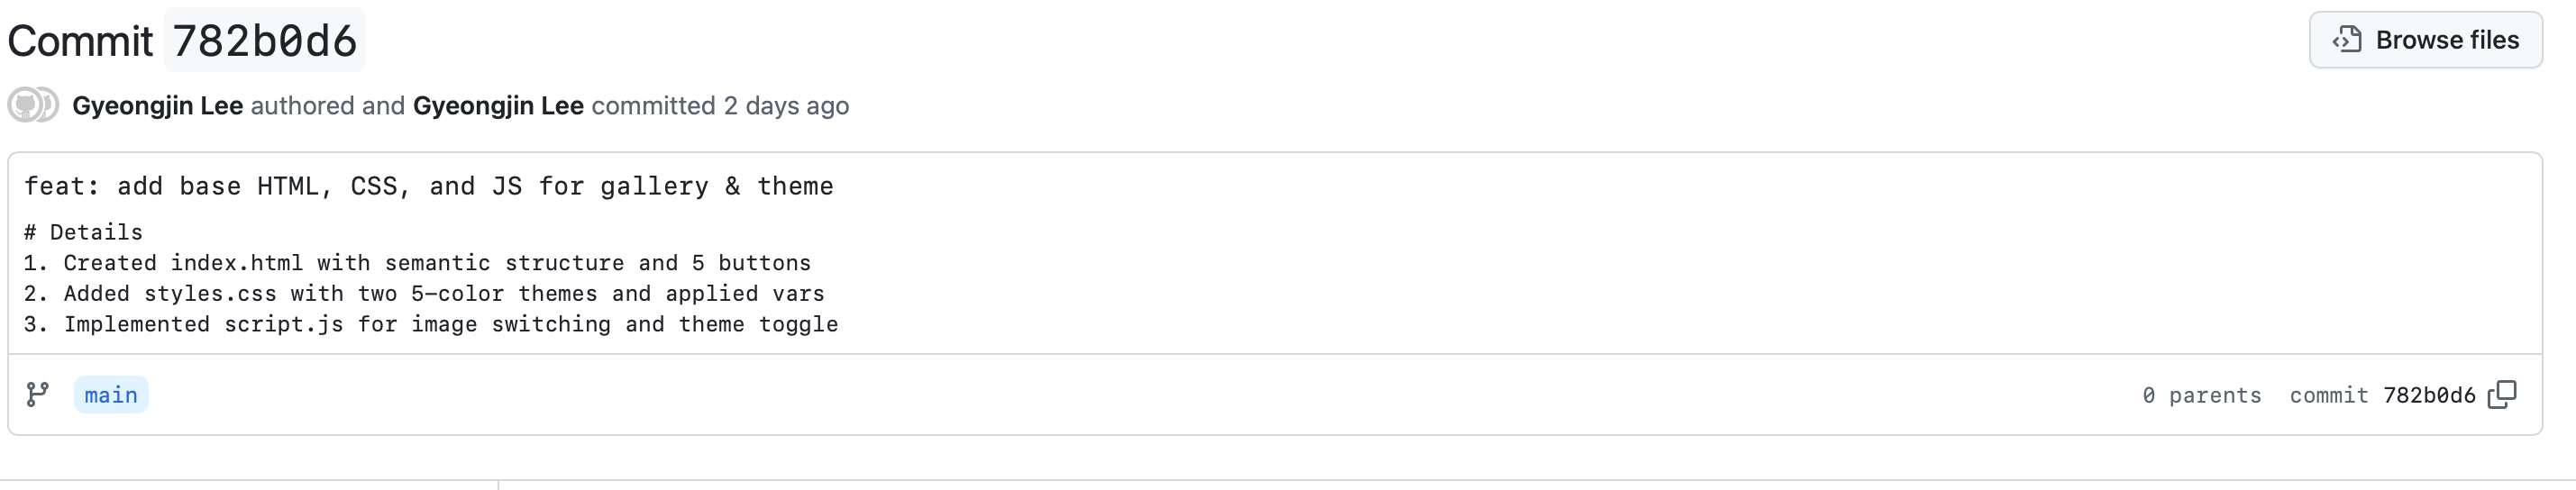 Commit 782b0d6
Browse files
Gyeongjin Lee authored and Gyeongjin Lee committed 2 days ago
feat: add base HTML, CSS, and JS for gallery & theme
# Details
1. Created index.html with semantic structure and 5 buttons
2. Added styles.css with two 5-color themes and applied vars
3. Implemented script.js for image switching and theme toggle
main
0 parents commit 782b0d6